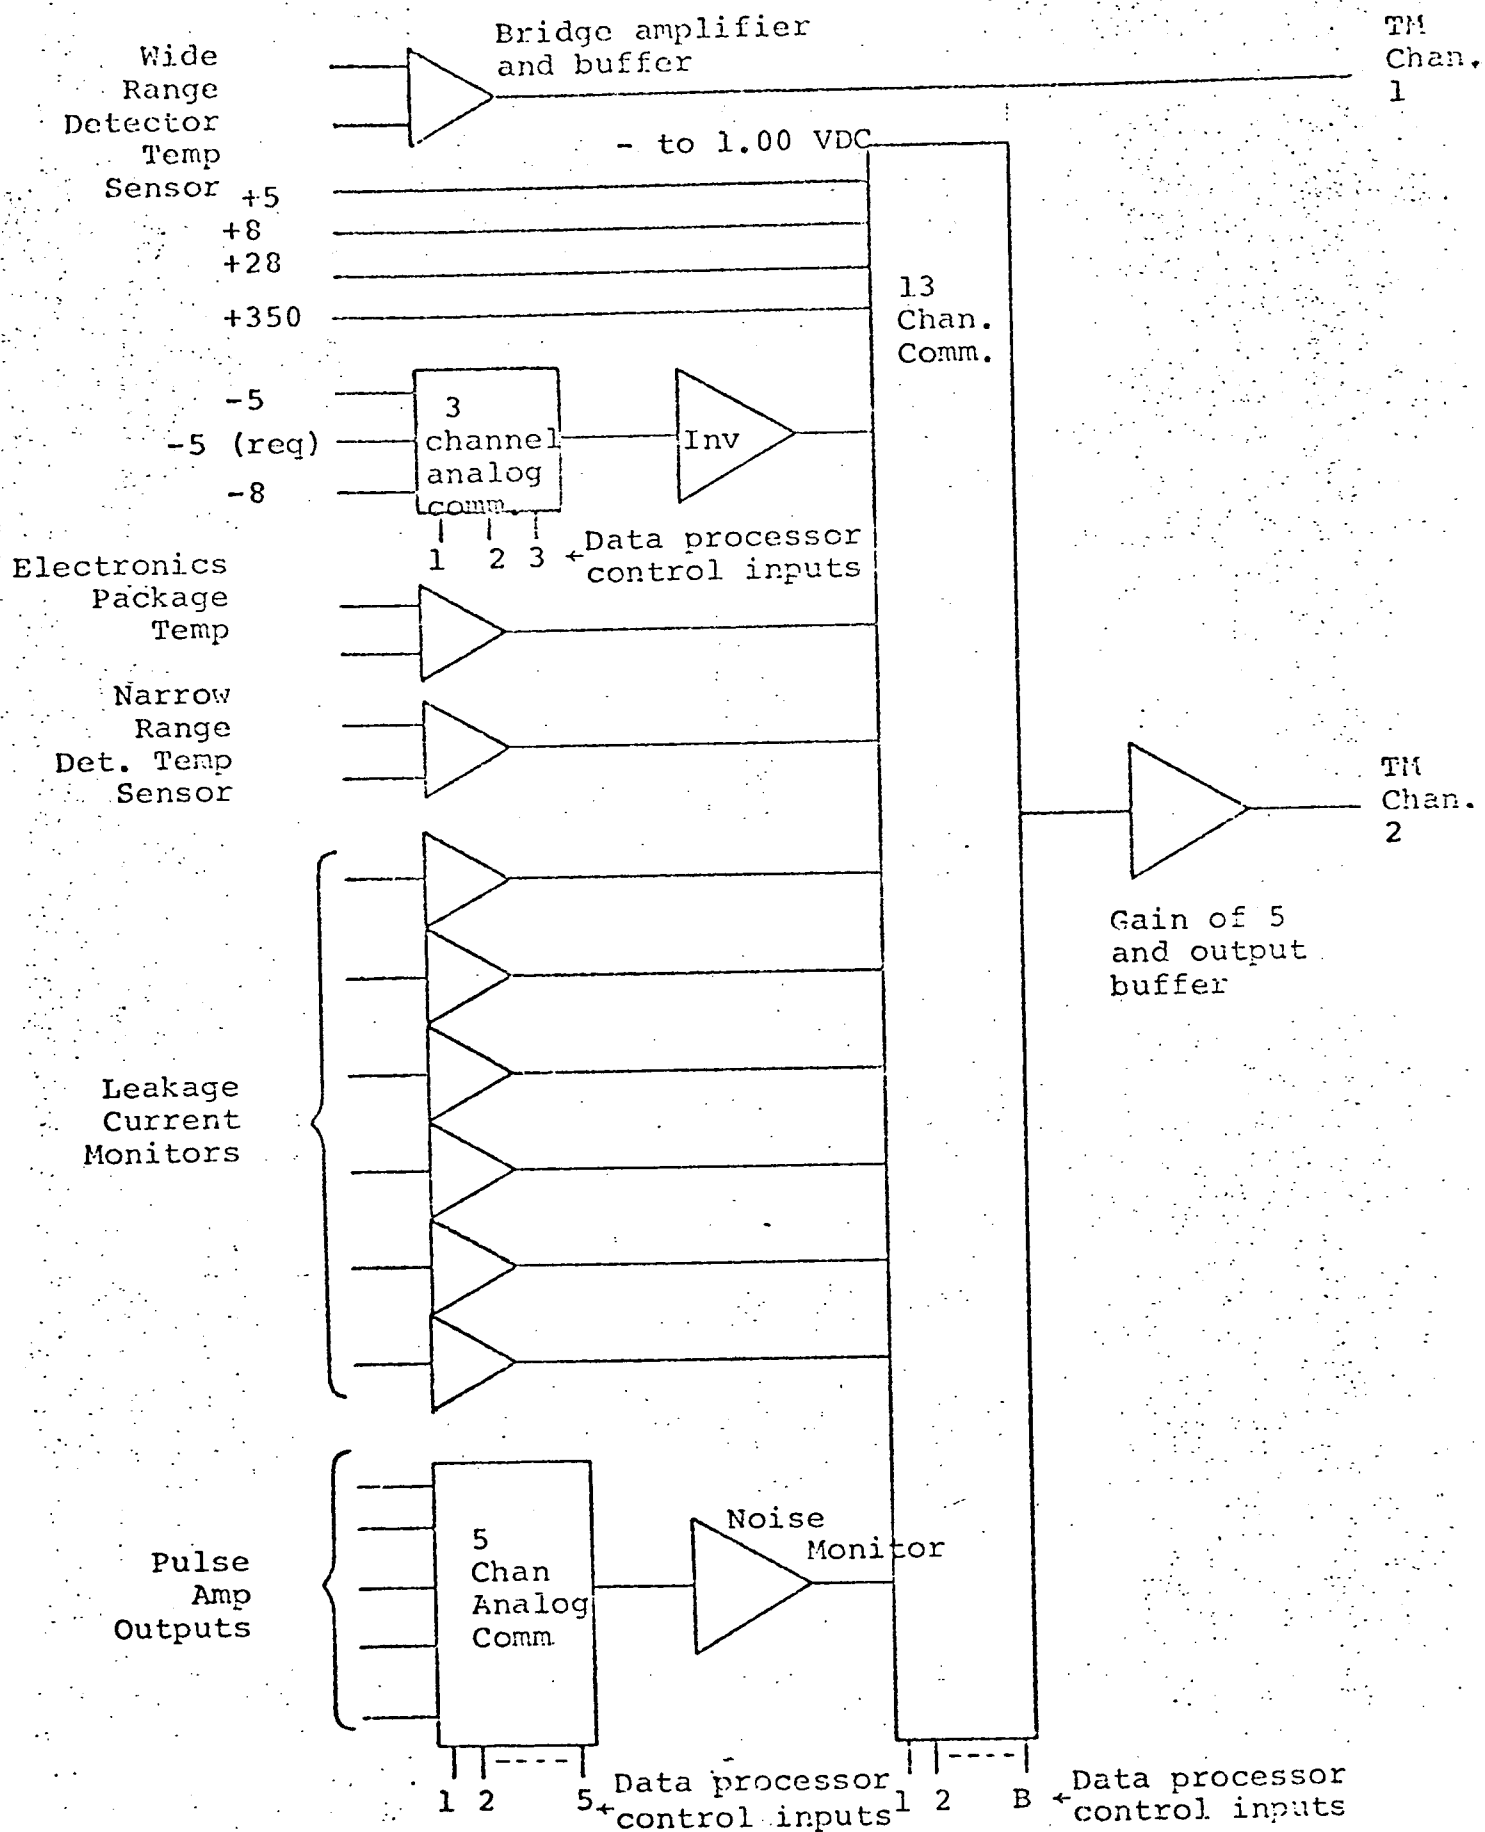 Bridge amplifier
and buffer
TM
Chan.
1
Wide
Range
Detector
Temp
Sensor
- to 1.00 VDC
+5
+8
+28
+350
13
Chan.
Comm.
-5
-5 (req)
-8
3
channel
analog
comm.
Inv
1 2 3
←Data processor
control inputs
Electronics
Package
Temp
Narrow
Range
Det. Temp
Sensor
TM
Chan.
2
Gain of 5
and output
buffer
Leakage
Current
Monitors
Noise
Monitor
5
Chan
Analog
Comm
Pulse
Amp
Outputs
1 2 ---- 5
←Data processor
control inputs
1 2 ---- B
←Data processor
control inputs